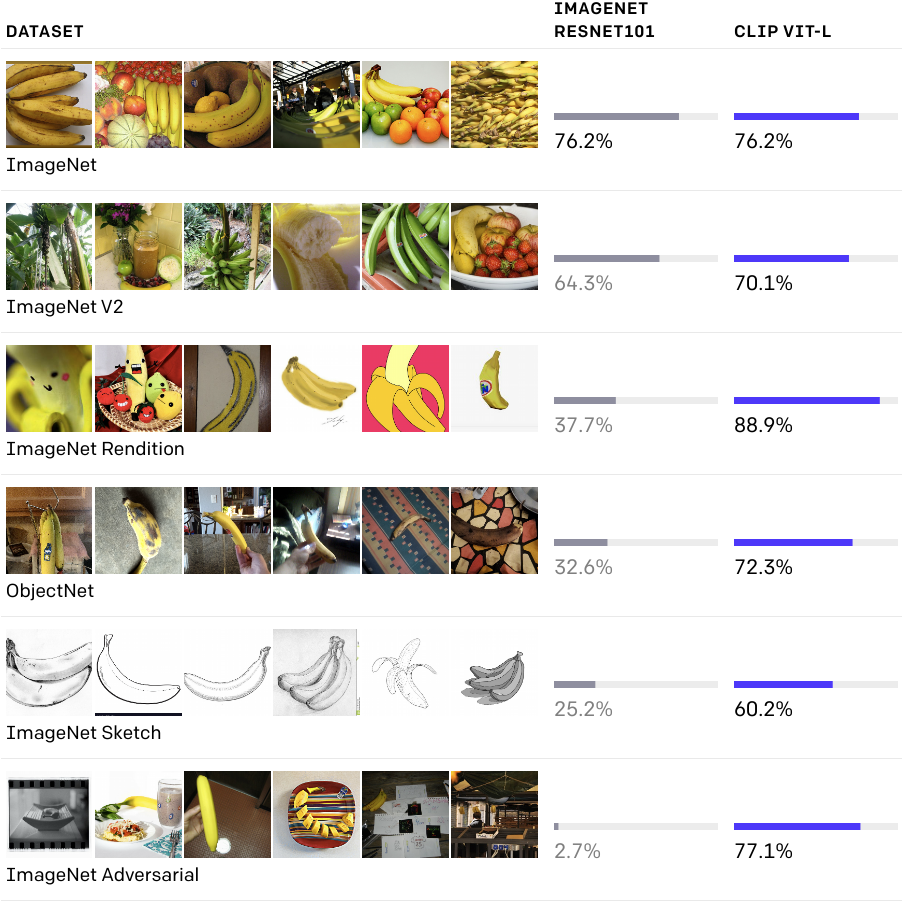 DATASET
IMAGENET
RESNET101
CLIP VIT-L
76.2%
76.2%
ImageNet
64.3%
70.1%
ImageNet V2
37.7%
88.9%
ImageNet Rendition
32.6%
72.3%
ObjectNet
25.2%
60.2%
ImageNet Sketch
2.7%
77.1%
ImageNet Adversarial